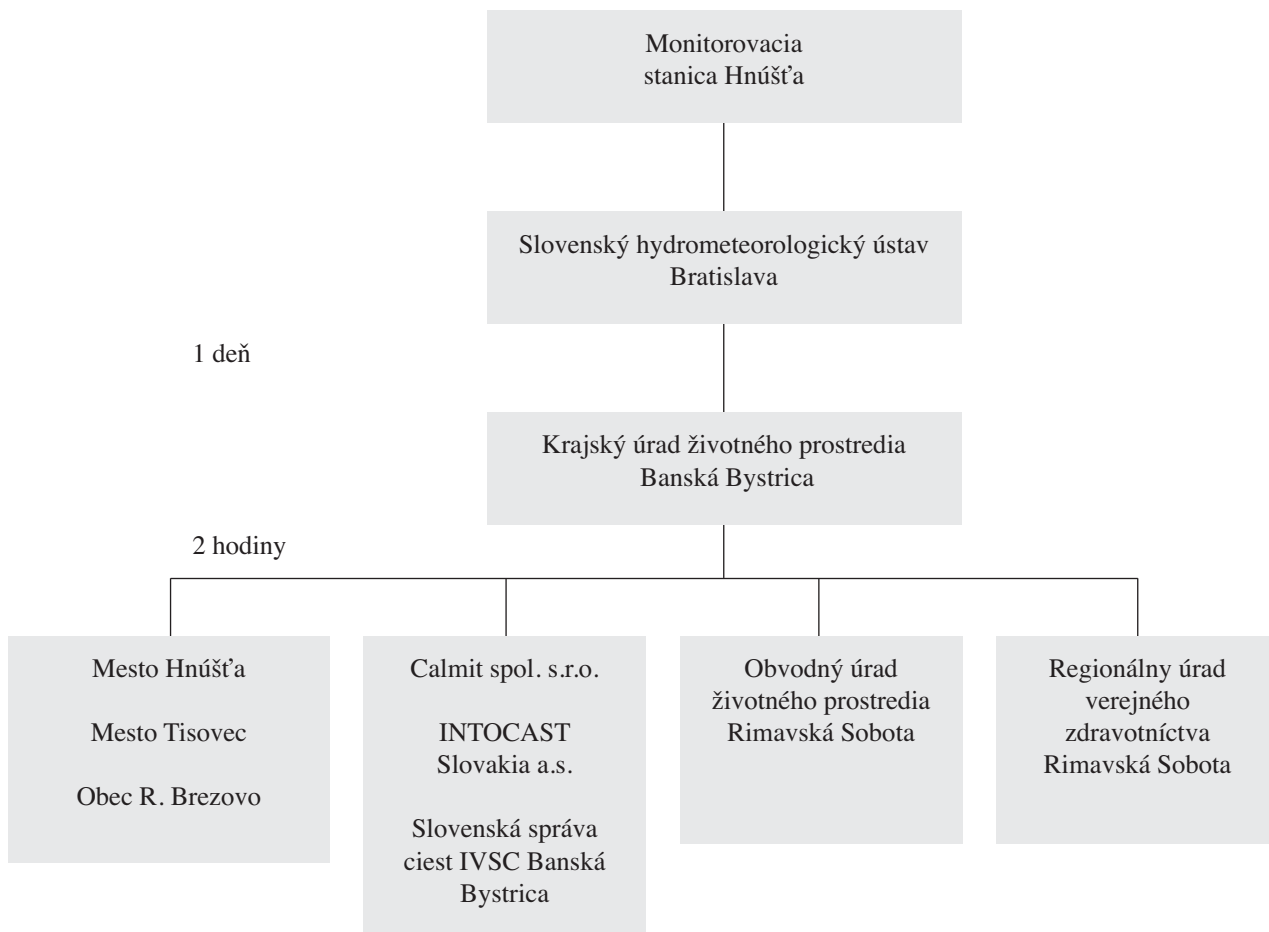 Monitorovacia
stanica Hnúšťa
Slovenský hydrometeorologický ústav
Bratislava
1 deň
Krajský úrad životného prostredia
Banská Bystrica
2 hodiny
Mesto Hnúšťa
Mesto Tisovec
Obec R. Brezovo
Calmit spol. s.r.o.
INTOCAST
Slovakia a.s.
Slovenská správa
ciest IVSC Banská
Bystrica
Obvodný úrad
životného prostredia
Rimavská Sobota
Regionálny úrad
verejného
zdravotníctva
Rimavská Sobota